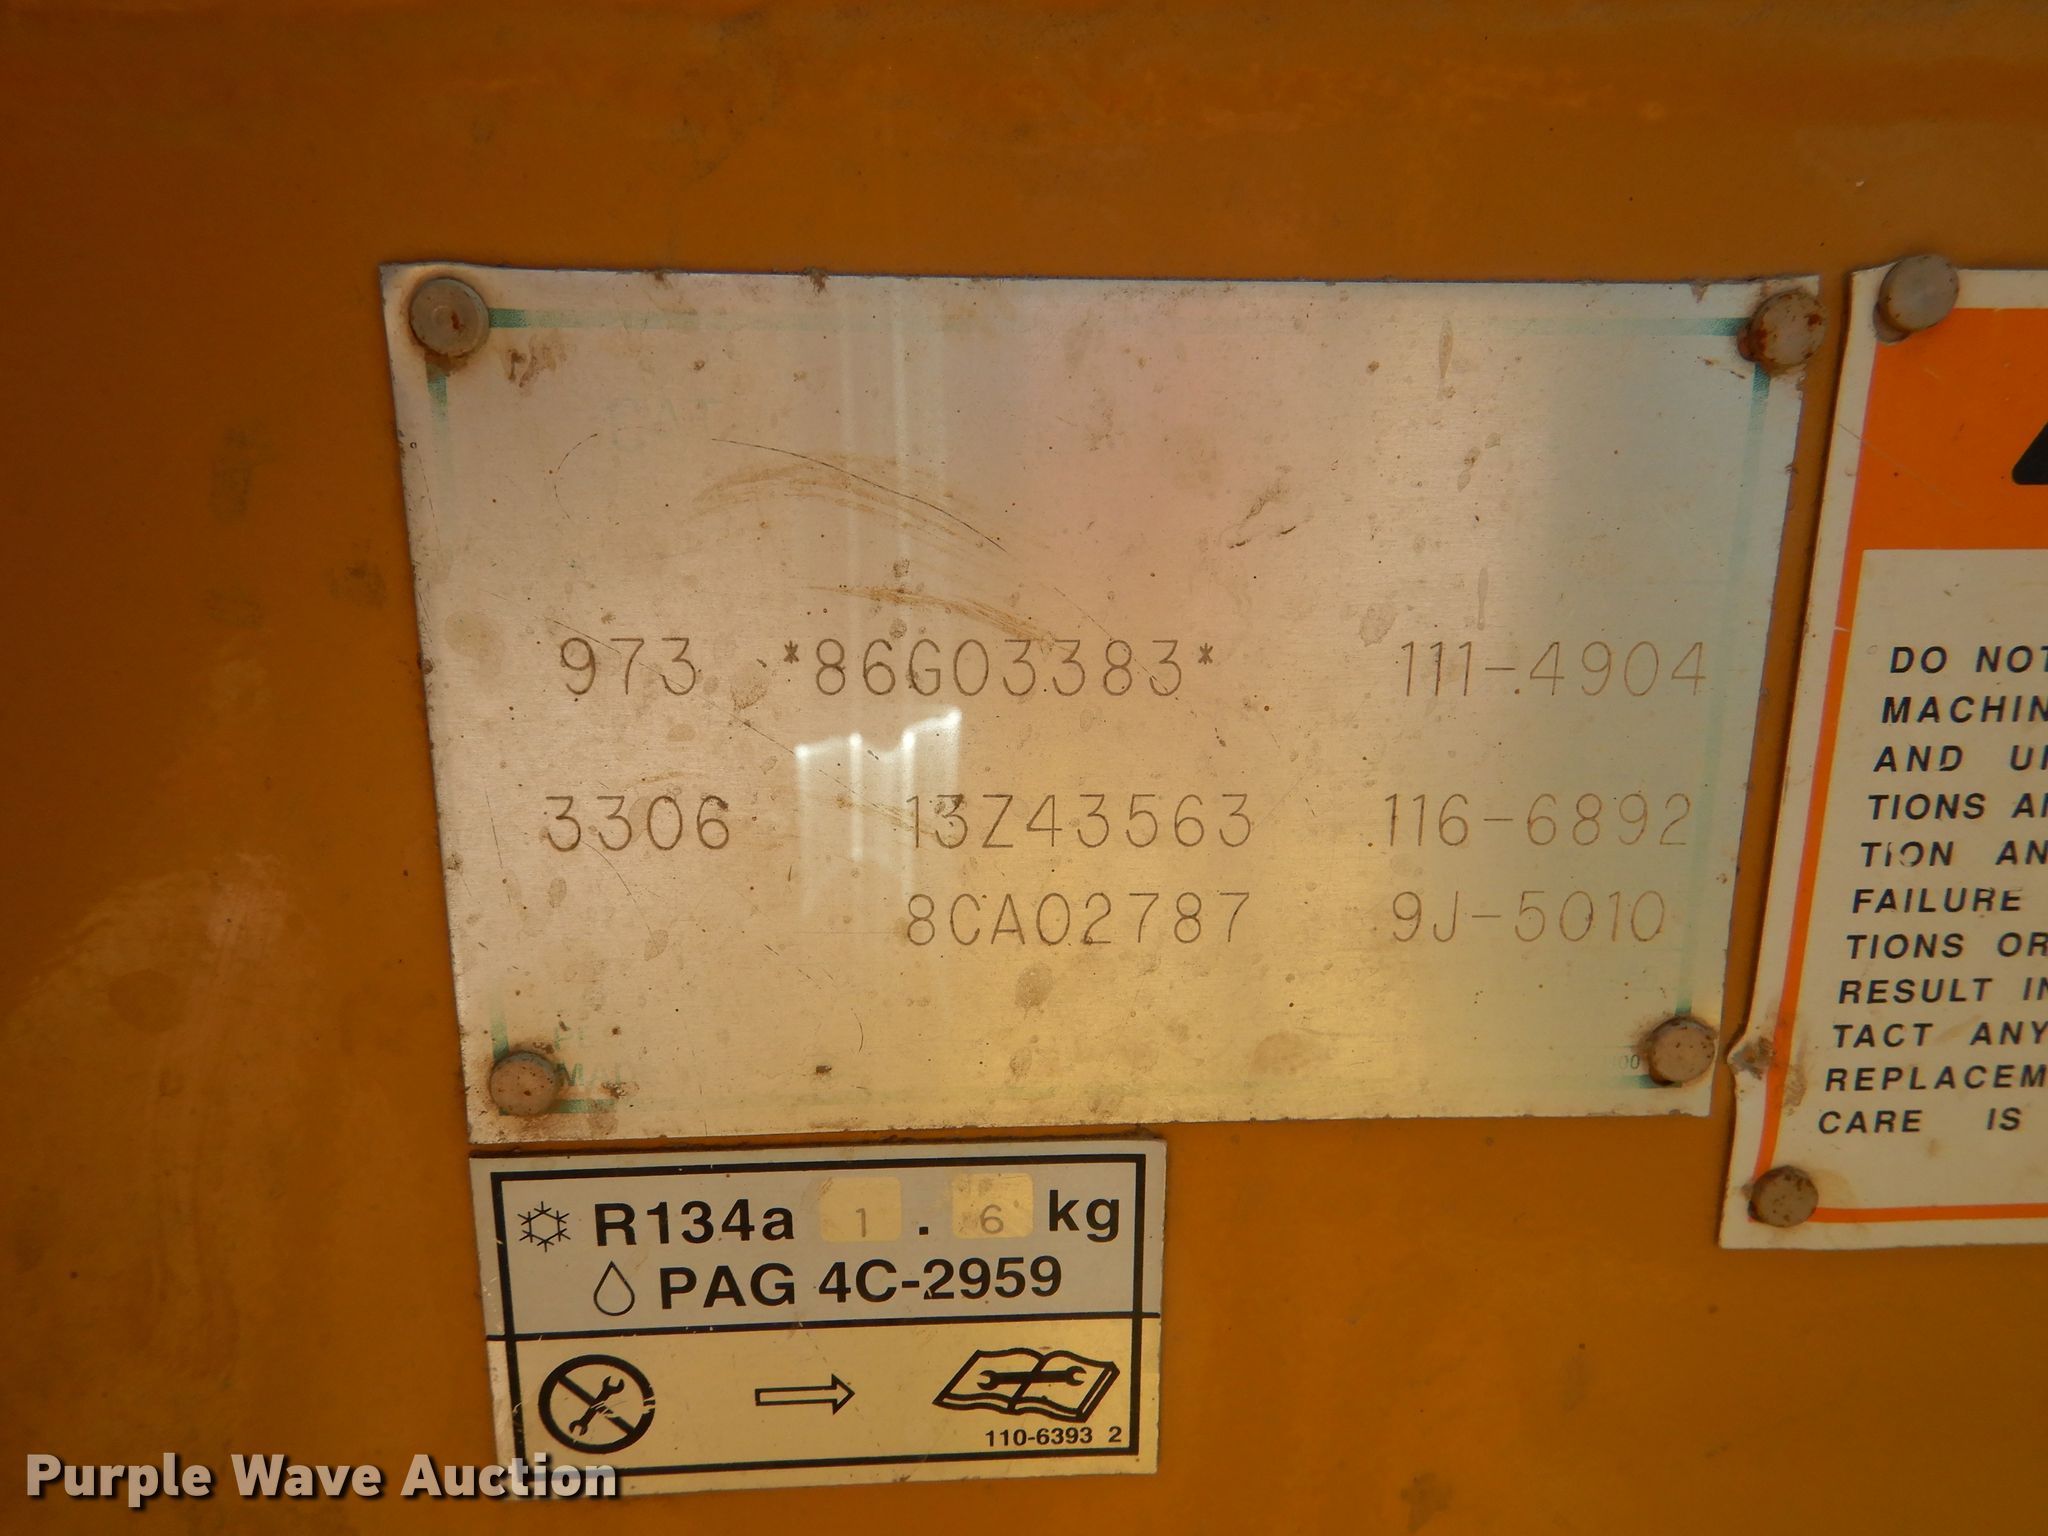 973 *86G03383* 111-4904
3306 13Z43563 116-6892
8CA02787 9J-5010
R134a 1 . 6 kg
PAG 4C-2959
110-6393 2
DO NOT
MACHIN
AND
TIONS
TION AN
FAILURE
TIONS OR
RESULT IN
TACT ANY
REPLACEM
CARE IS
Purple Wave Auction